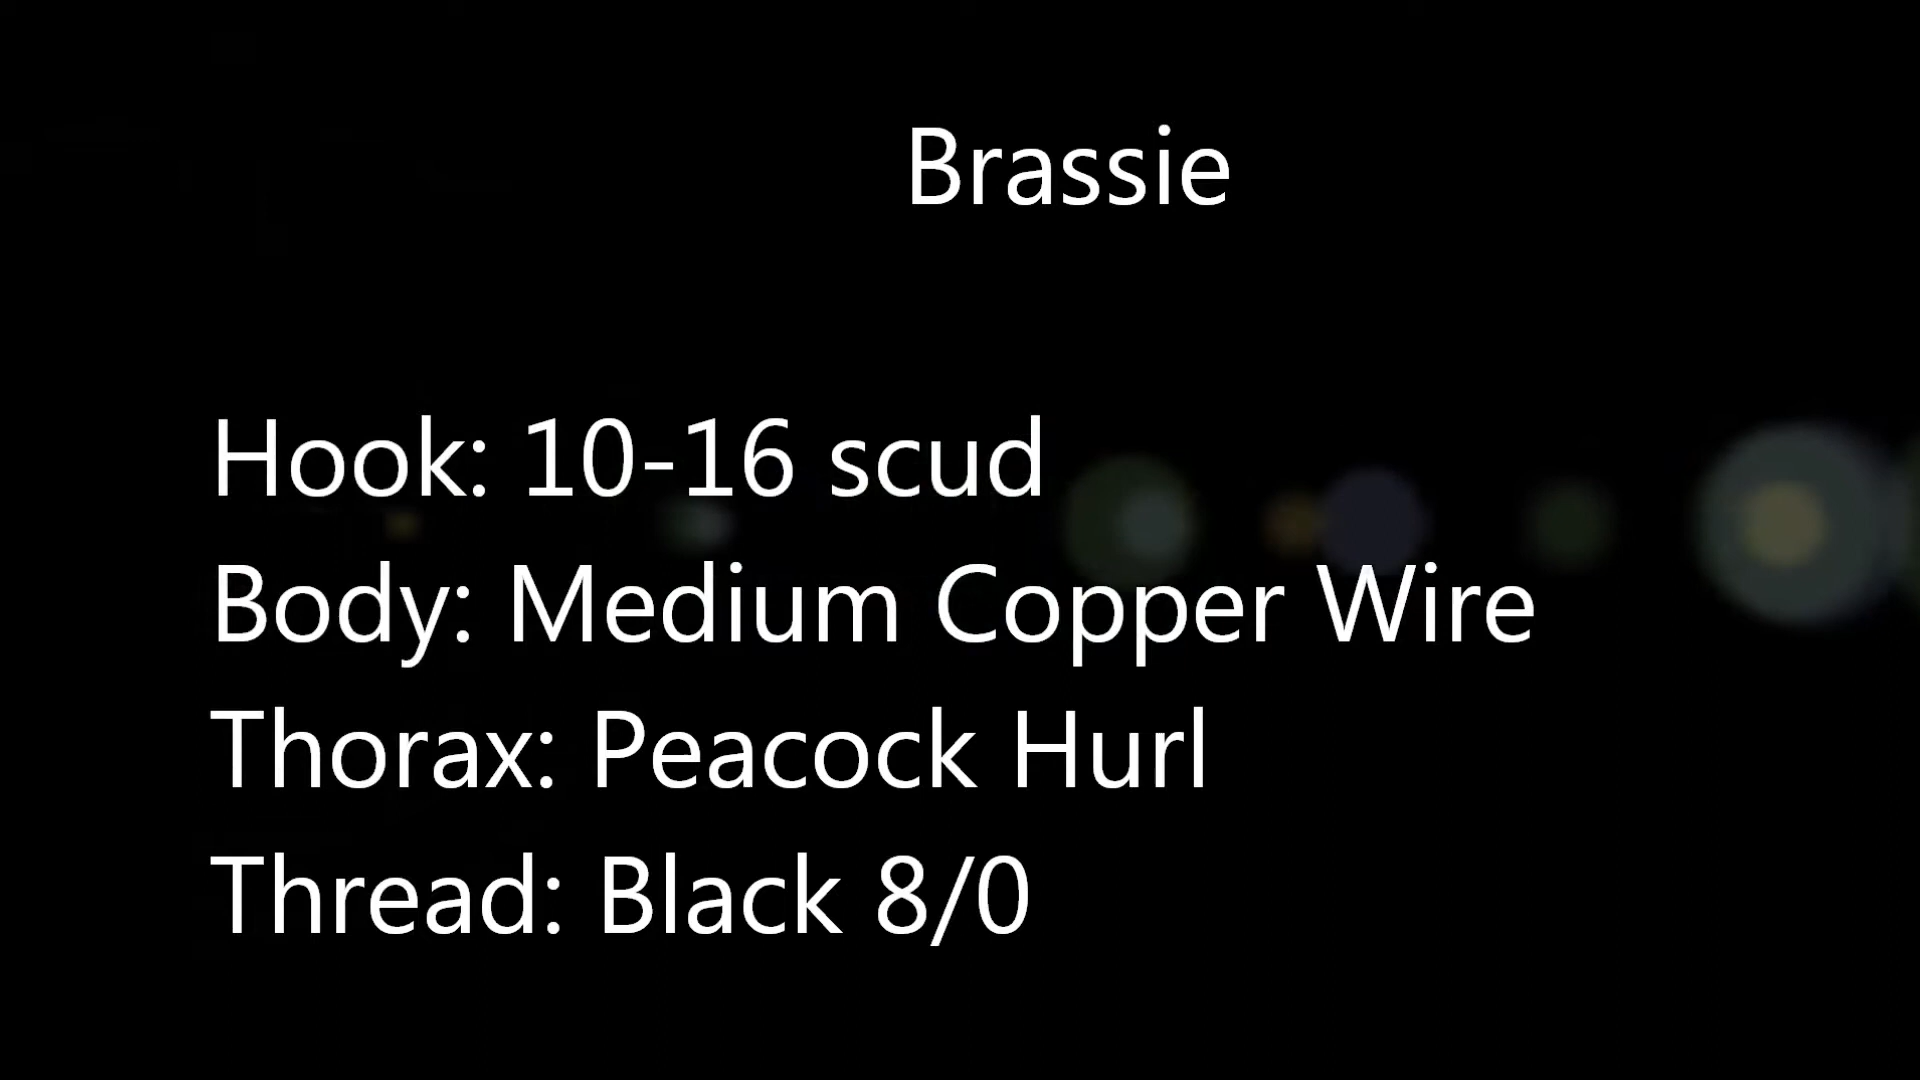 Brassie
Hook: 10-16 scud
Body: Medium Copper Wire
Thorax: Peacock Hurl
Thread: Black 8/0